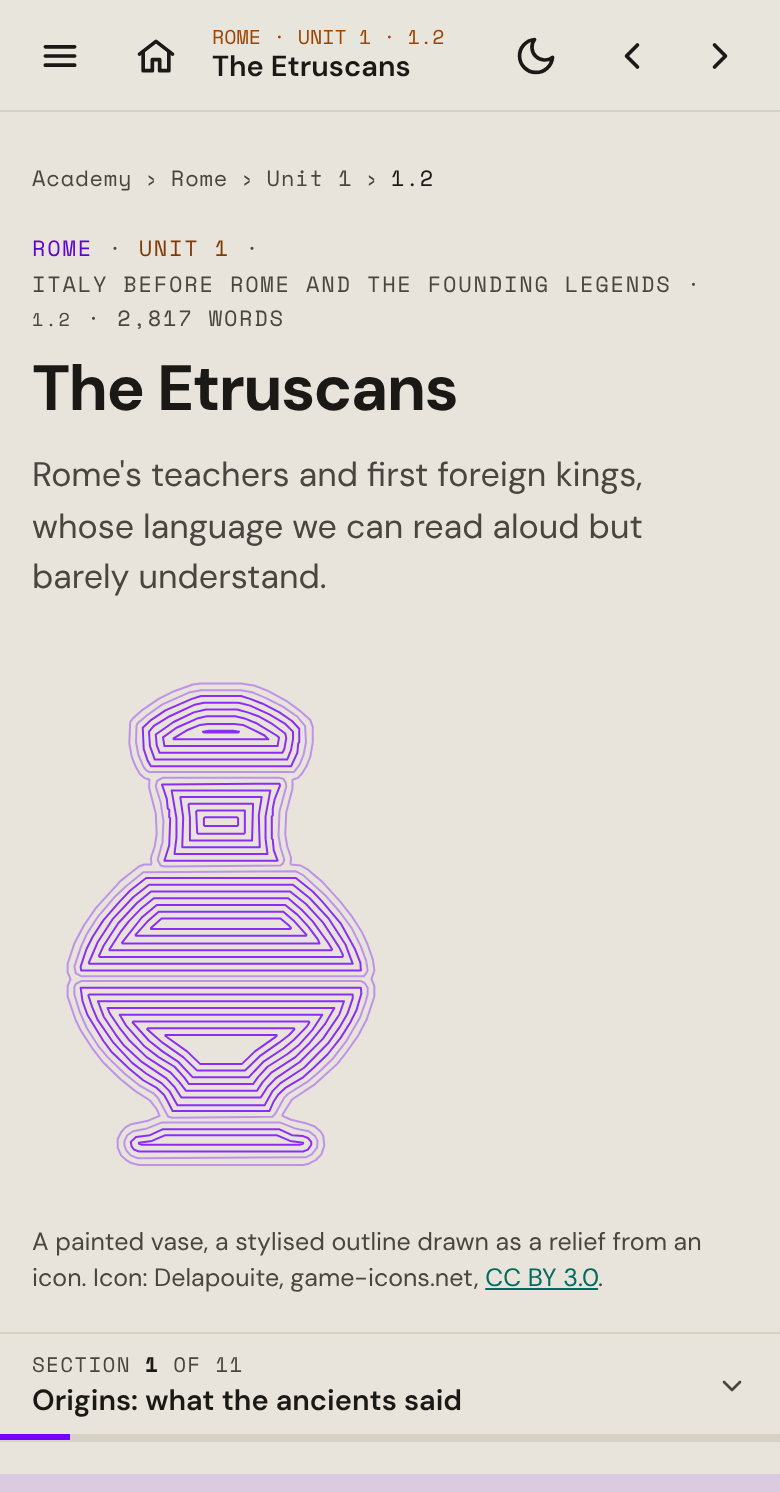 ROME · UNIT 1 · 1.2
The Etruscans
Academy › Rome › Unit 1 › 1.2
ROME · UNIT 1 ·
ITALY BEFORE ROME AND THE FOUNDING LEGENDS ·
1.2 · 2,817 WORDS
The Etruscans
Rome's teachers and first foreign kings,
whose language we can read aloud but
barely understand.
A painted vase, a stylised outline drawn as a relief from an
icon. Icon: Delapouite, game-icons.net, CC BY 3.0.
SECTION 1 OF 11
Origins: what the ancients said